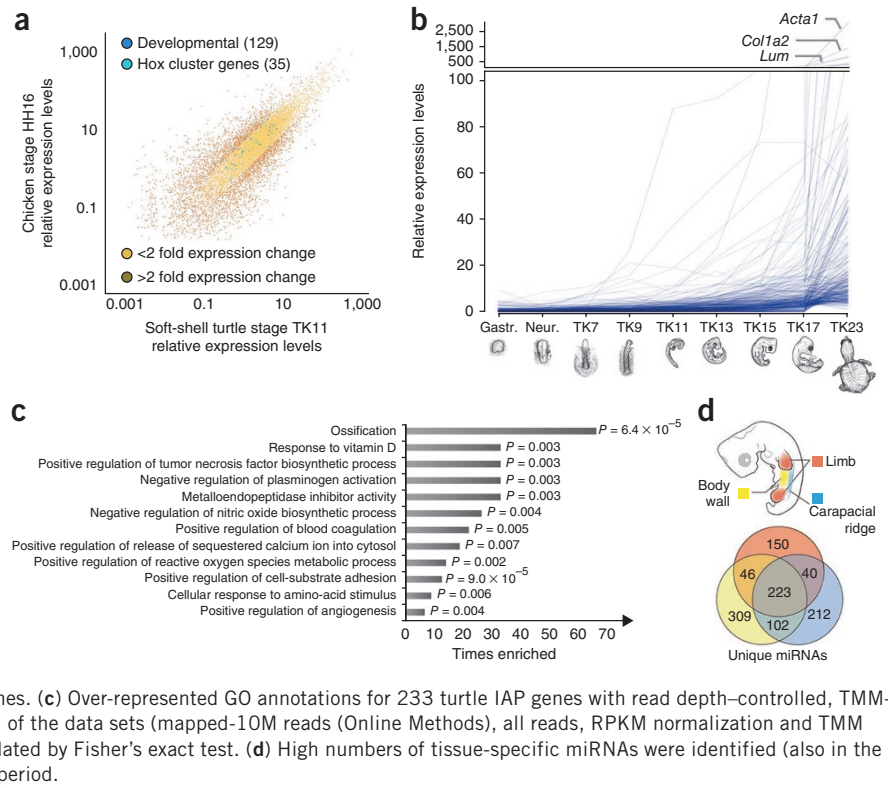 a
Developmental (129)
Hox cluster genes (35)
<2 fold expression change
>2 fold expression change
Chicken stage HH16
relative expression levels
1,000
10
0.1
0.001
0.001 0.1 10 1,000
Soft-shell turtle stage TK11
relative expression levels
b
Acta1
Col1a2
Lum
2,500
1,500
500
100
80
60
40
20
0
Relative expression levels
Gastr. Neur. TK7 TK9 TK11 TK13 TK15 TK17 TK23
c
Ossification P = 6.4 × 10−5
Response to vitamin D P = 0.003
Positive regulation of tumor necrosis factor biosynthetic process P = 0.003
Negative regulation of plasminogen activation P = 0.003
Metalloendopeptidase inhibitor activity P = 0.003
Negative regulation of nitric oxide biosynthetic process P = 0.004
Positive regulation of blood coagulation P = 0.005
Positive regulation of release of sequestered calcium ion into cytosol P = 0.007
Positive regulation of reactive oxygen species metabolic process P = 0.002
Positive regulation of cell-substrate adhesion P = 9.0 × 10−5
Cellular response to amino-acid stimulus P = 0.006
Positive regulation of angiogenesis P = 0.004
0 10 20 30 40 50 60 70
Times enriched
d
Limb
Body
wall
Carapacial
ridge
150
46 40
223
309 212
102
Unique miRNAs
nes. (c) Over-represented GO annotations for 233 turtle IAP genes with read depth–controlled, TMM-
of the data sets (mapped-10M reads (Online Methods), all reads, RPKM normalization and TMM
lated by Fisher's exact test. (d) High numbers of tissue-specific miRNAs were identified (also in the
period.